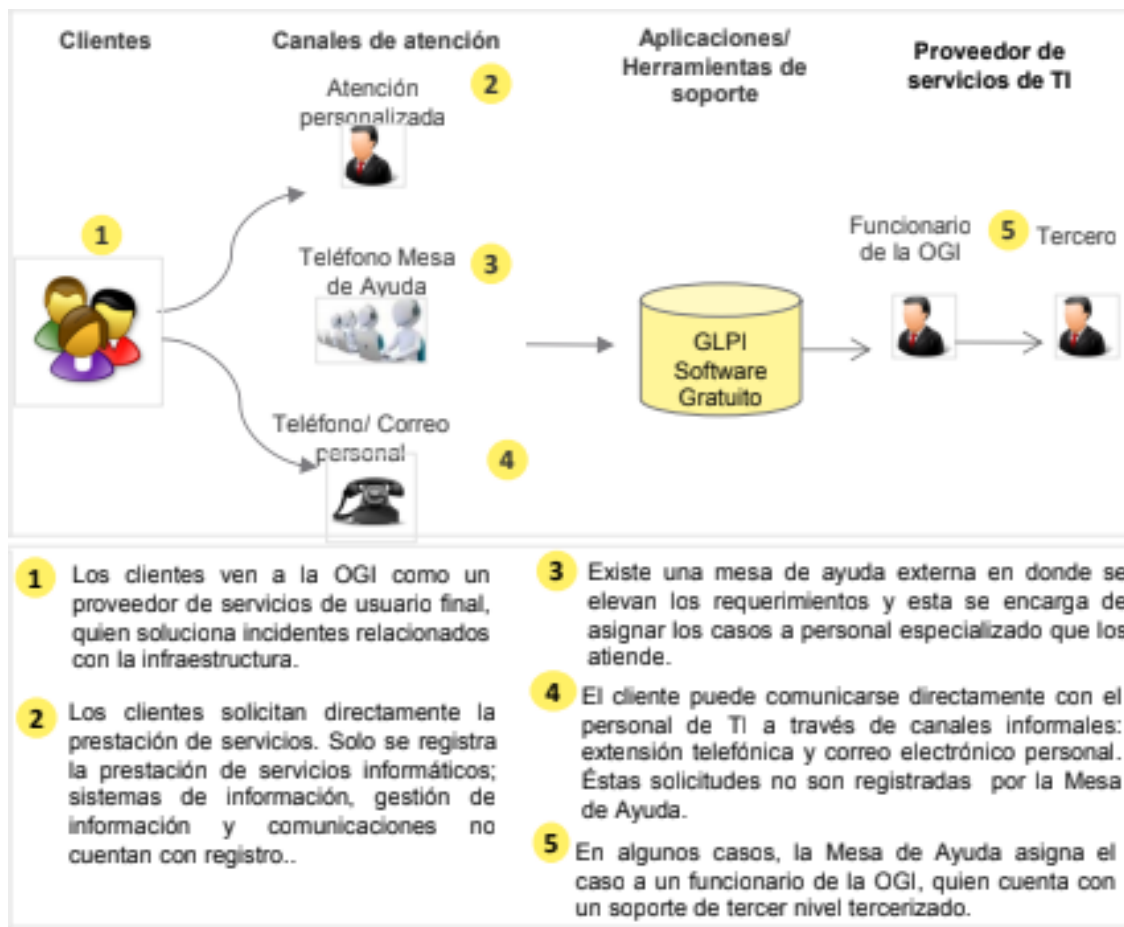 Clientes
Canales de atención
Aplicaciones/
Herramientas de
soporte
Proveedor de
servicios de TI
Atención
personalizada
2
1
Teléfono Mesa
de Ayuda
3
Teléfono/ Correo
personal
4
GLPI
Software
Gratuito
Funcionario
de la OGI
5
Tercero
1 Los clientes ven a la OGI como un
proveedor de servicios de usuario final,
quien soluciona incidentes relacionados
con la infraestructura.
2 Los clientes solicitan directamente la
prestación de servicios. Solo se registra
la prestación de servicios informáticos;
sistemas de información, gestión de
información y comunicaciones no
cuentan con registro..
3 Existe una mesa de ayuda externa en donde se
elevan los requerimientos y esta se encarga de
asignar los casos a personal especializado que los
atiende.
4 El cliente puede comunicarse directamente con el
personal de TI a través de canales informales:
extensión telefónica y correo electrónico personal.
Éstas solicitudes no son registradas por la Mesa
de Ayuda.
5 En algunos casos, la Mesa de Ayuda asigna el
caso a un funcionario de la OGI, quien cuenta con
un soporte de tercer nivel tercerizado.